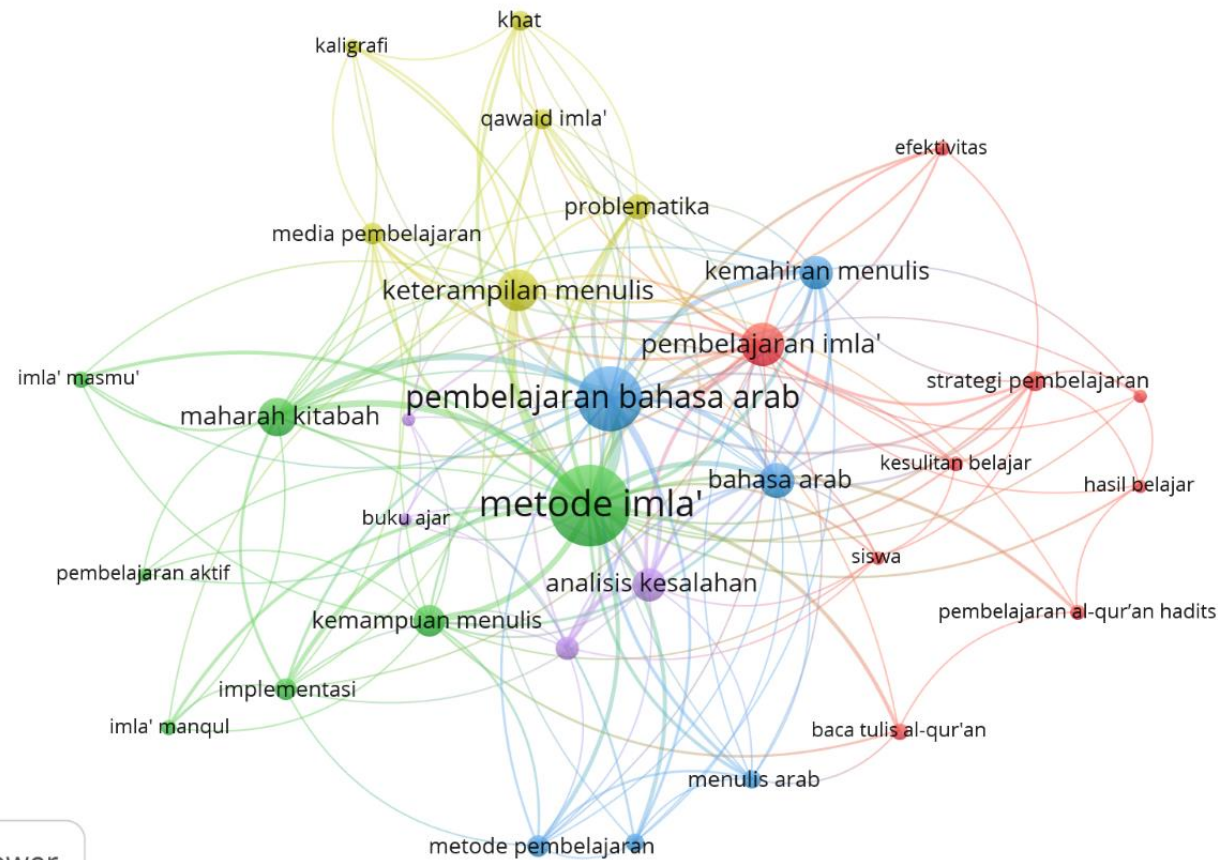 khat
kaligrafi
qawaid imla'
efektivitas
problematika
media pembelajaran
kemahiran menulis
keterampilan menulis
pembelajaran imla'
imla' masmu'
strategi pembelajaran
pembelajaran bahasa arab
maharah kitabah
kesulitan belajar
bahasa arab
hasil belajar
metode imla'
buku ajar
siswa
pembelajaran aktif
analisis kesalahan
pembelajaran al-qur’an hadits
kemampuan menulis
implementasi
imla' manqul
baca tulis al-qur'an
menulis arab
metode pembelajaran